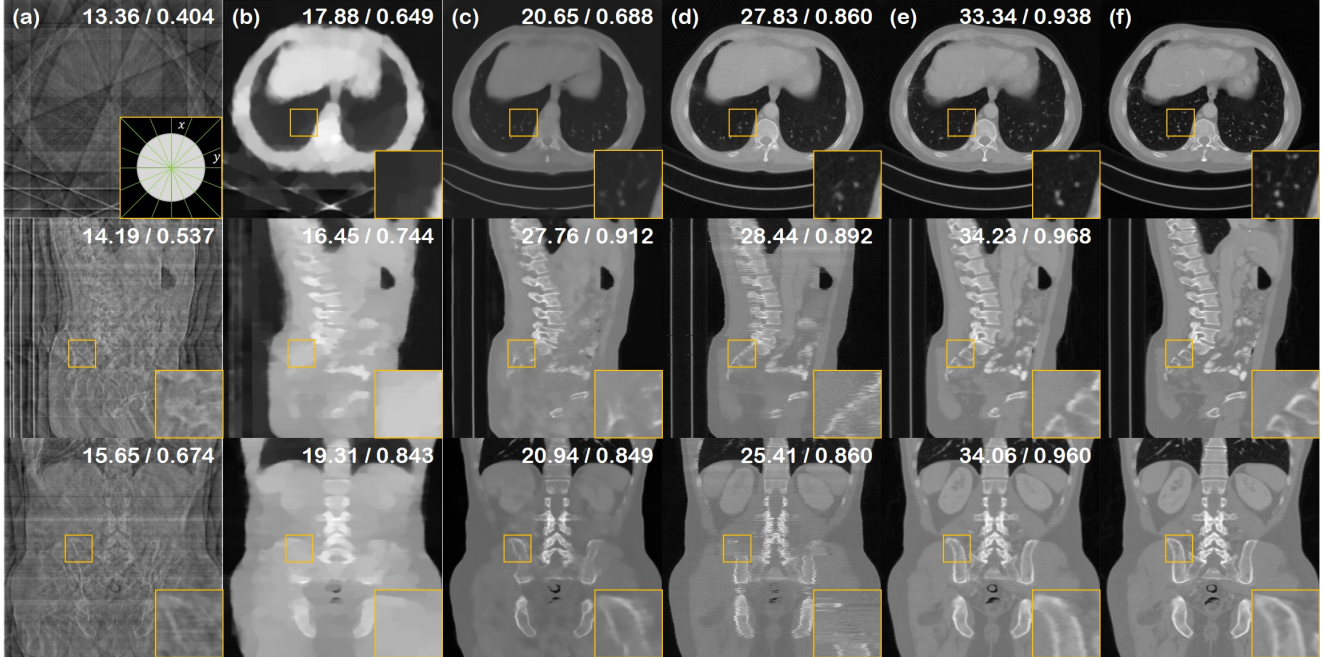 (a) 13.36 / 0.404 (b) 17.88 / 0.649 (c) 20.65 / 0.688 (d) 27.83 / 0.860 (e) 33.34 / 0.938 (f)
x
y
14.19 / 0.537 16.45 / 0.744 27.76 / 0.912 28.44 / 0.892 34.23 / 0.968
15.65 / 0.674 19.31 / 0.843 20.94 / 0.849 25.41 / 0.860 34.06 / 0.960